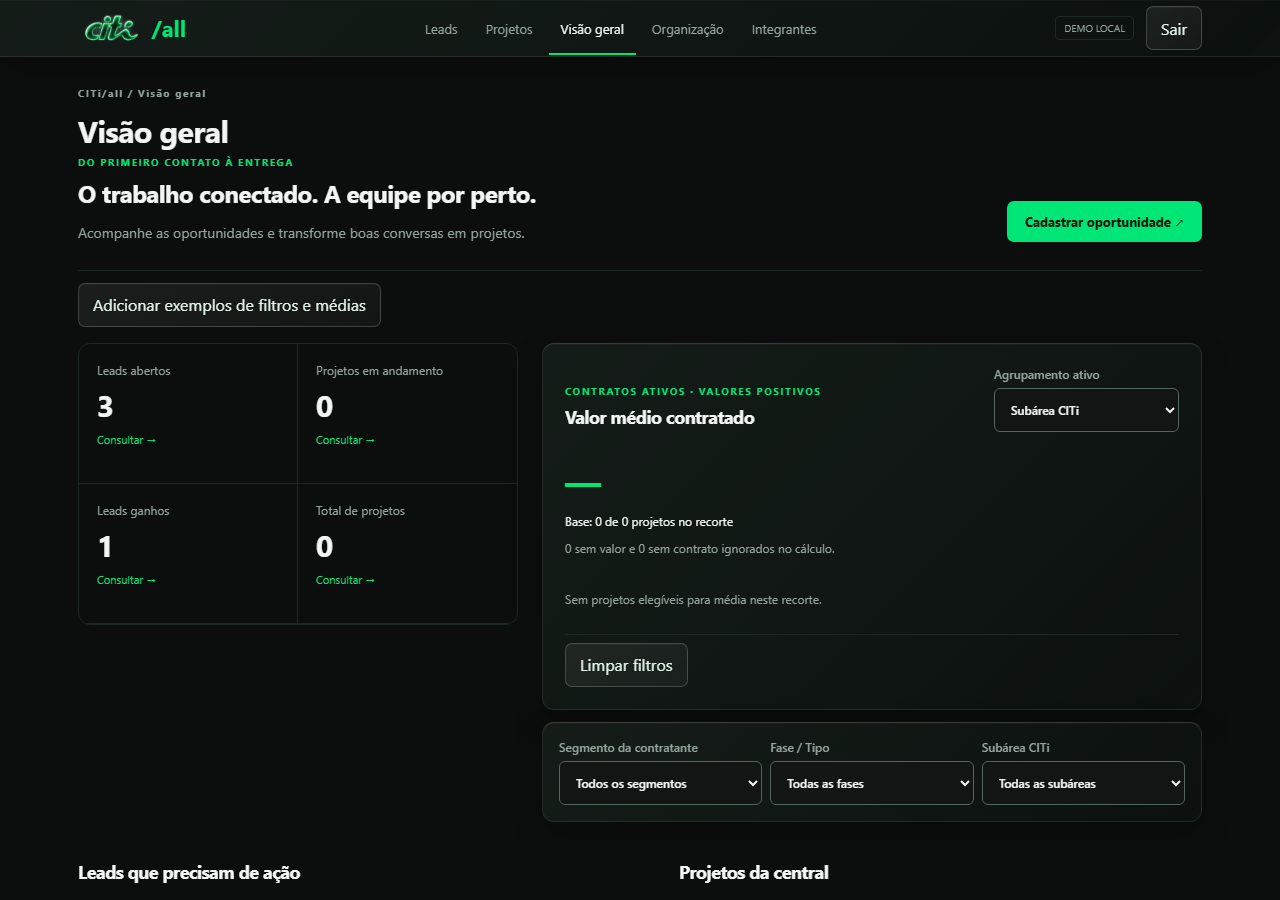 citi /all
Leads
Projetos
Visão geral
Organização
Integrantes
DEMO LOCAL
Sair
CITi/all / Visão geral
Visão geral
DO PRIMEIRO CONTATO À ENTREGA
O trabalho conectado. A equipe por perto.
Acompanhe as oportunidades e transforme boas conversas em projetos.
Cadastrar oportunidade ↗
Adicionar exemplos de filtros e médias
Leads abertos
3
Consultar →
Projetos em andamento
0
Consultar →
Leads ganhos
1
Consultar →
Total de projetos
0
Consultar →
CONTRATOS ATIVOS · VALORES POSITIVOS
Valor médio contratado
Agrupamento ativo
Subárea CITi
—
Base: 0 de 0 projetos no recorte
0 sem valor e 0 sem contrato ignorados no cálculo.
Sem projetos elegíveis para média neste recorte.
Limpar filtros
Segmento da contratante
Todos os segmentos
Fase / Tipo
Todas as fases
Subárea CITi
Todas as subáreas
Leads que precisam de ação
Projetos da central